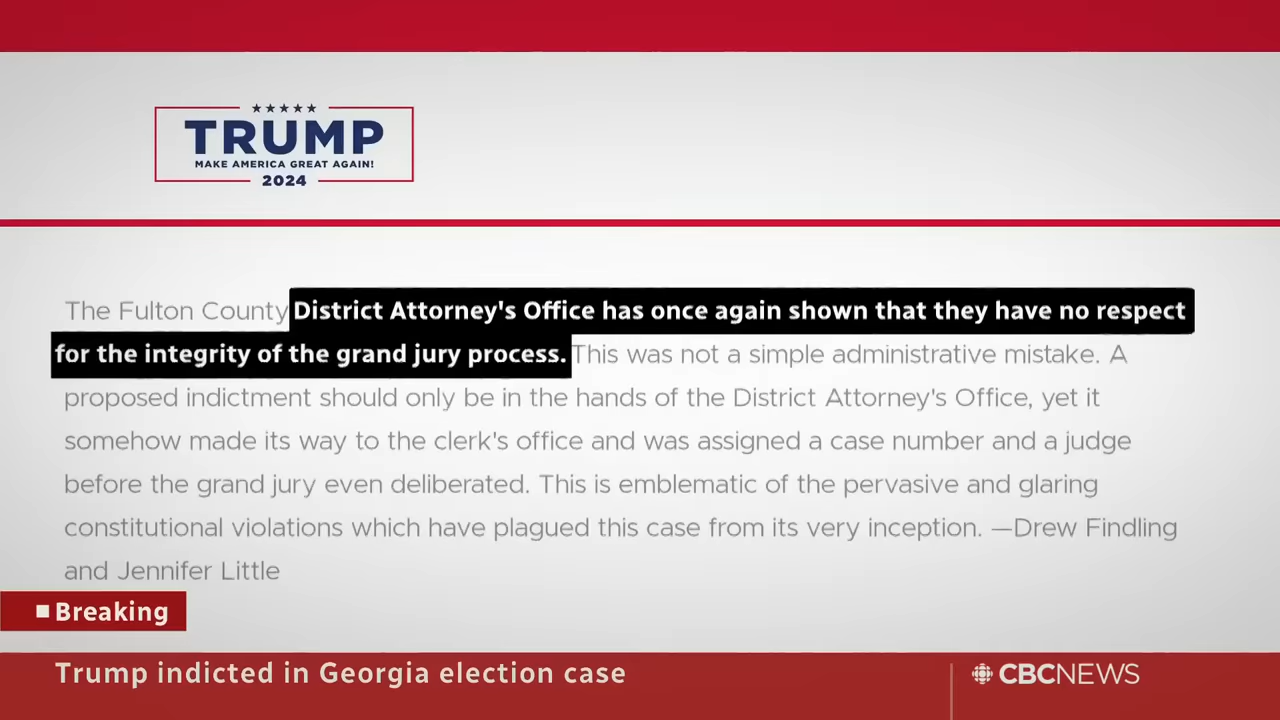 ★★★★★
TRUMP
MAKE AMERICA GREAT AGAIN!
2024
The Fulton County District Attorney's Office has once again shown that they have no respect
for the integrity of the grand jury process. This was not a simple administrative mistake. A
proposed indictment should only be in the hands of the District Attorney's Office, yet it
somehow made its way to the clerk's office and was assigned a case number and a judge
before the grand jury even deliberated. This is emblematic of the pervasive and glaring
constitutional violations which have plagued this case from its very inception. —Drew Findling
and Jennifer Little
Breaking
Trump indicted in Georgia election case
CBCNEWS